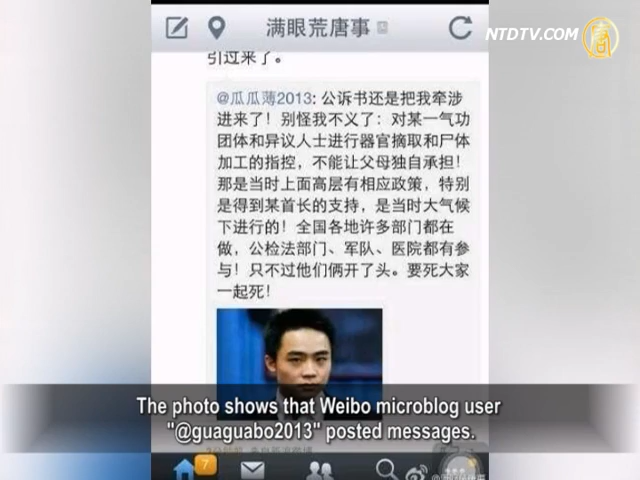 满眼荒唐事
NTDTV.COM
引过来了。
@瓜瓜薄2013: 公诉书还是把我牵涉
进来了！别怪我不义了：对某一气功
团体和异议人士进行器官摘取和尸体
加工的指控，不能让父母独自承担！
那是当时上面高层有相应政策，特别
是得到某首长的支持，是当时大气候
下进行的！全国各地许多部门都在
做，公检法部门、军队、医院都有参
与！只不过他们俩开了头。要死大家
一起死！
The photo shows that Weibo microblog user
"@guaguabo2013" posted messages.
7